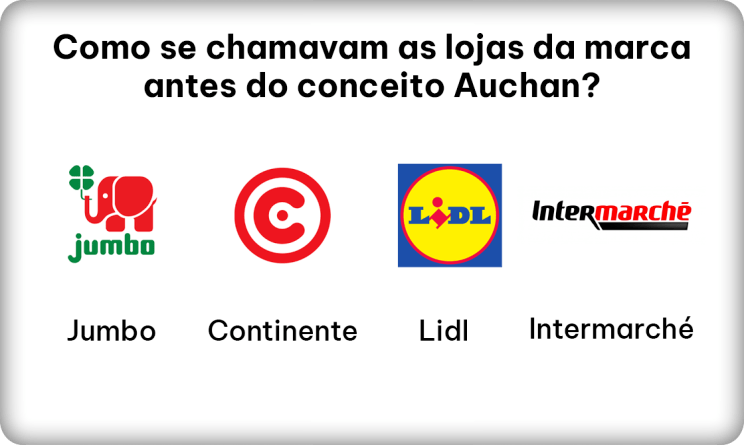 Como se chamavam as lojas da marca
antes do conceito Auchan?
jumbo
LIDL
Intermarché
Jumbo
Continente
Lidl
Intermarché